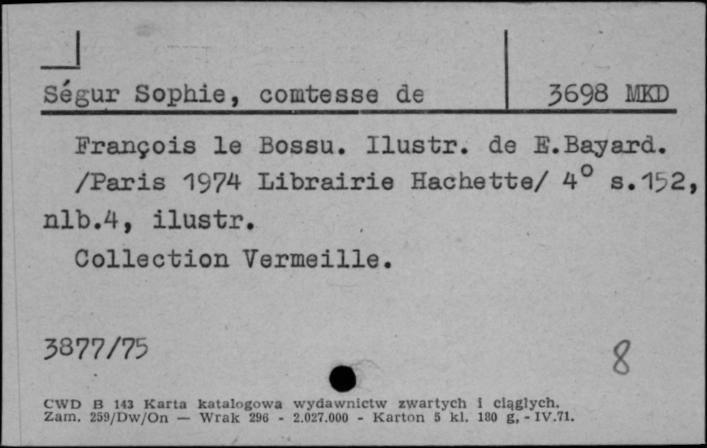 Ségur Sophie, comtesse de 3698 MKD
François le Bossu. Ilustr. de E.Bayard.
/Paris 1974 Librairie Hachette/ 4° s.152,
nlb.4, ilustr.
Collection Vermeille.
3877/75 8
CWD B 143 Karta katalogowa wydawnictw zwartych i ciągłych.
Zam. 259/Dw/On — Wrak 296 - 2.027.000 - Karton 5 kl. 180 g, - IV.71.